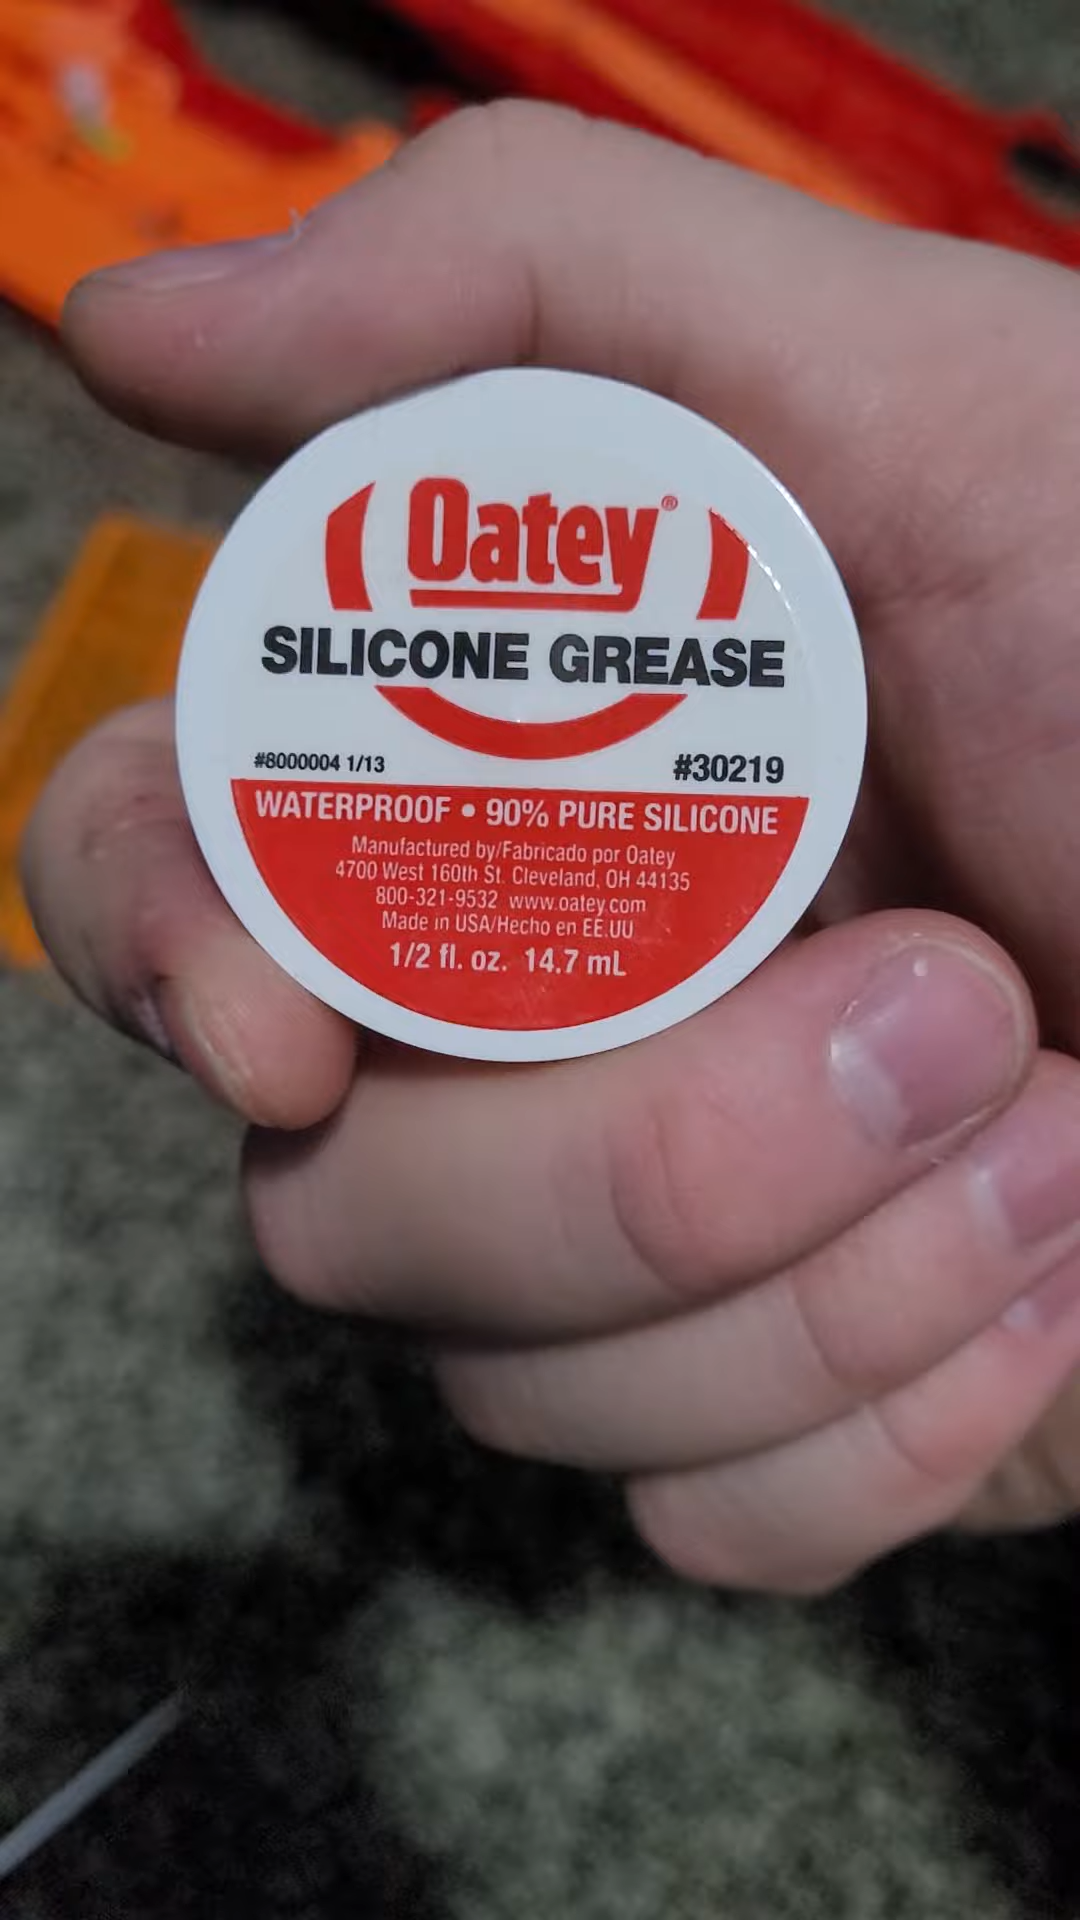 Oatey®
SILICONE GREASE
#8000004 1/13 #30219
WATERPROOF • 90% PURE SILICONE
Manufactured by/Fabricado por Oatey
4700 West 160th St. Cleveland, OH 44135
800-321-9532 www.oatey.com
Made in USA/Hecho en EE.UU
1/2 fl. oz. 14.7 mL